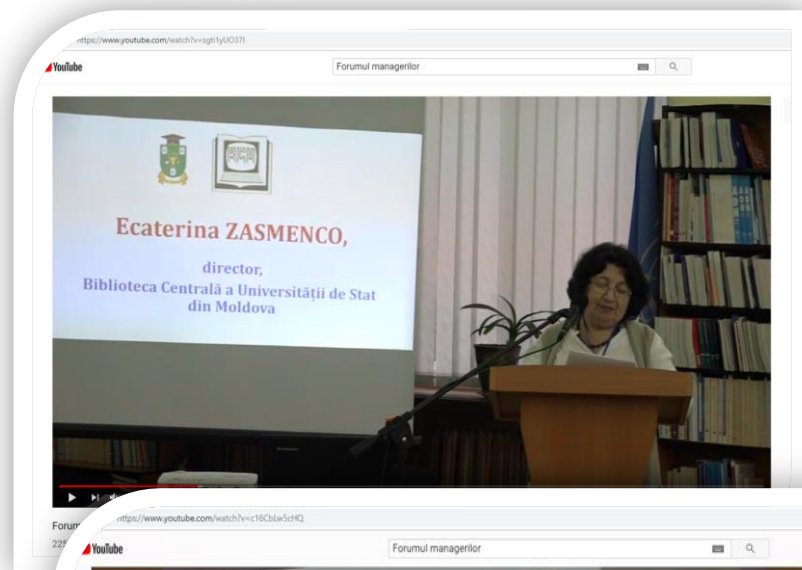 https://www.youtube.com/watch?v=agti1yUO37I
YouTube
Forumul managerilor
Ecaterina ZASMENCO,
director,
Biblioteca Centrală a Universității de Stat
din Moldova
https://www.youtube.com/watch?v=c16CbLw5cHQ
YouTube
Forumul managerilor